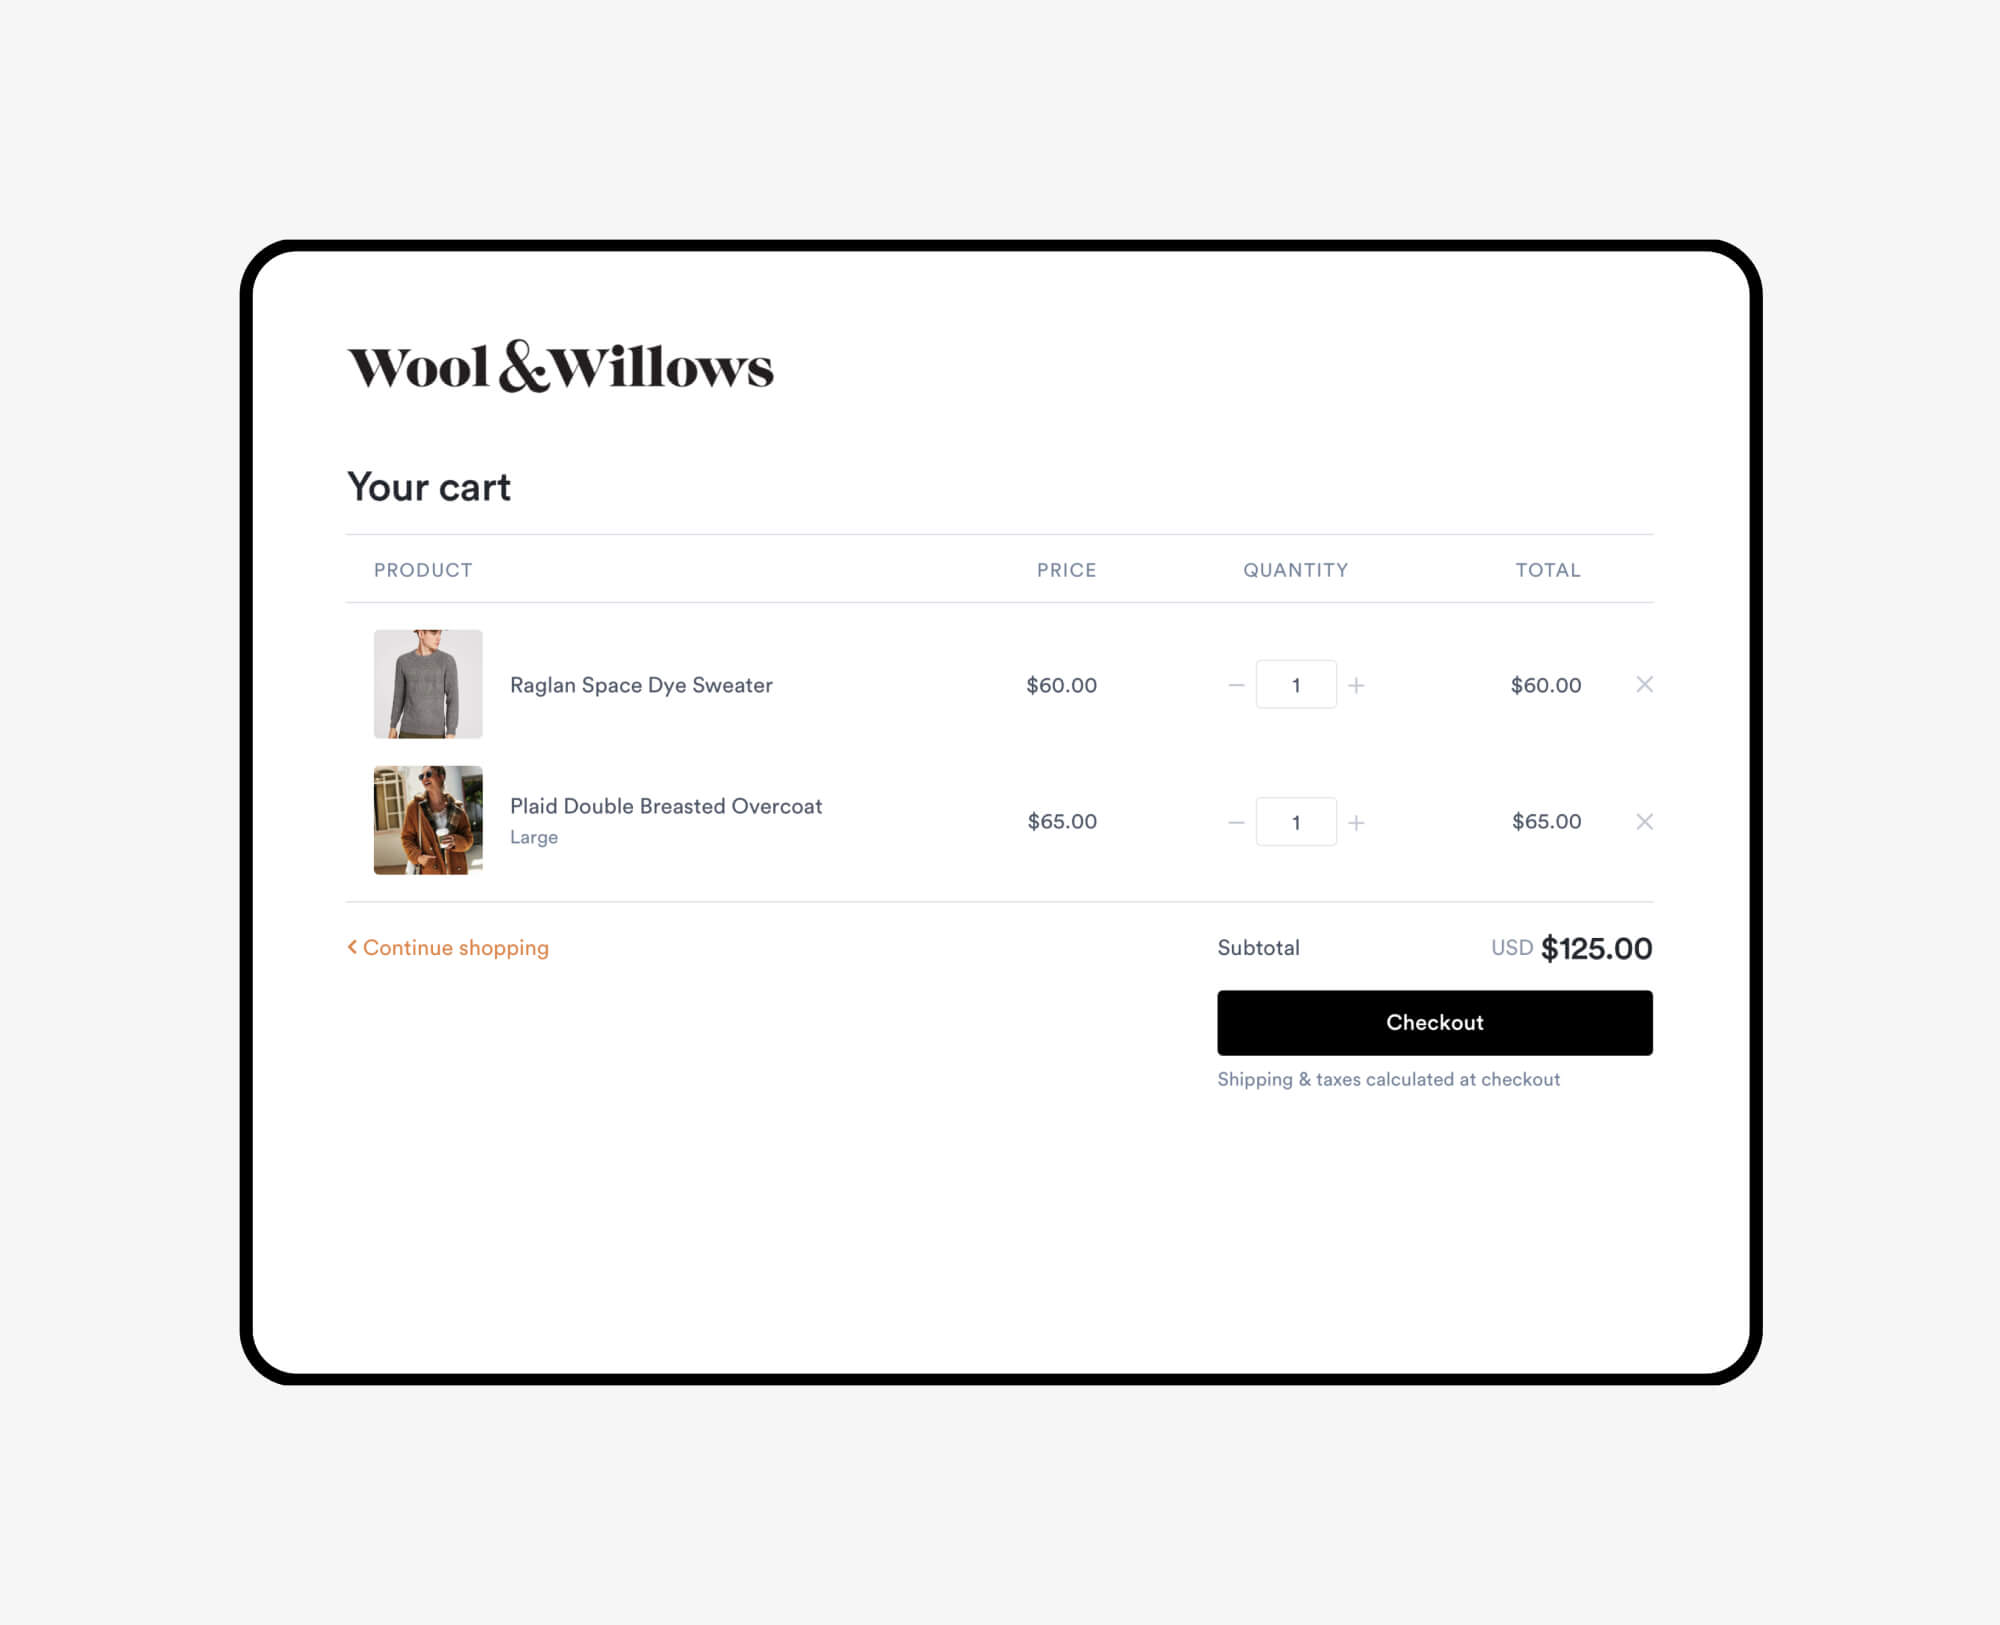 Wool & Willows
Your cart
PRODUCT PRICE QUANTITY TOTAL
Raglan Space Dye Sweater $60.00 − 1 + $60.00 ×
Plaid Double Breasted Overcoat
Large
$65.00 − 1 + $65.00 ×
< Continue shopping Subtotal USD $125.00
Checkout
Shipping & taxes calculated at checkout